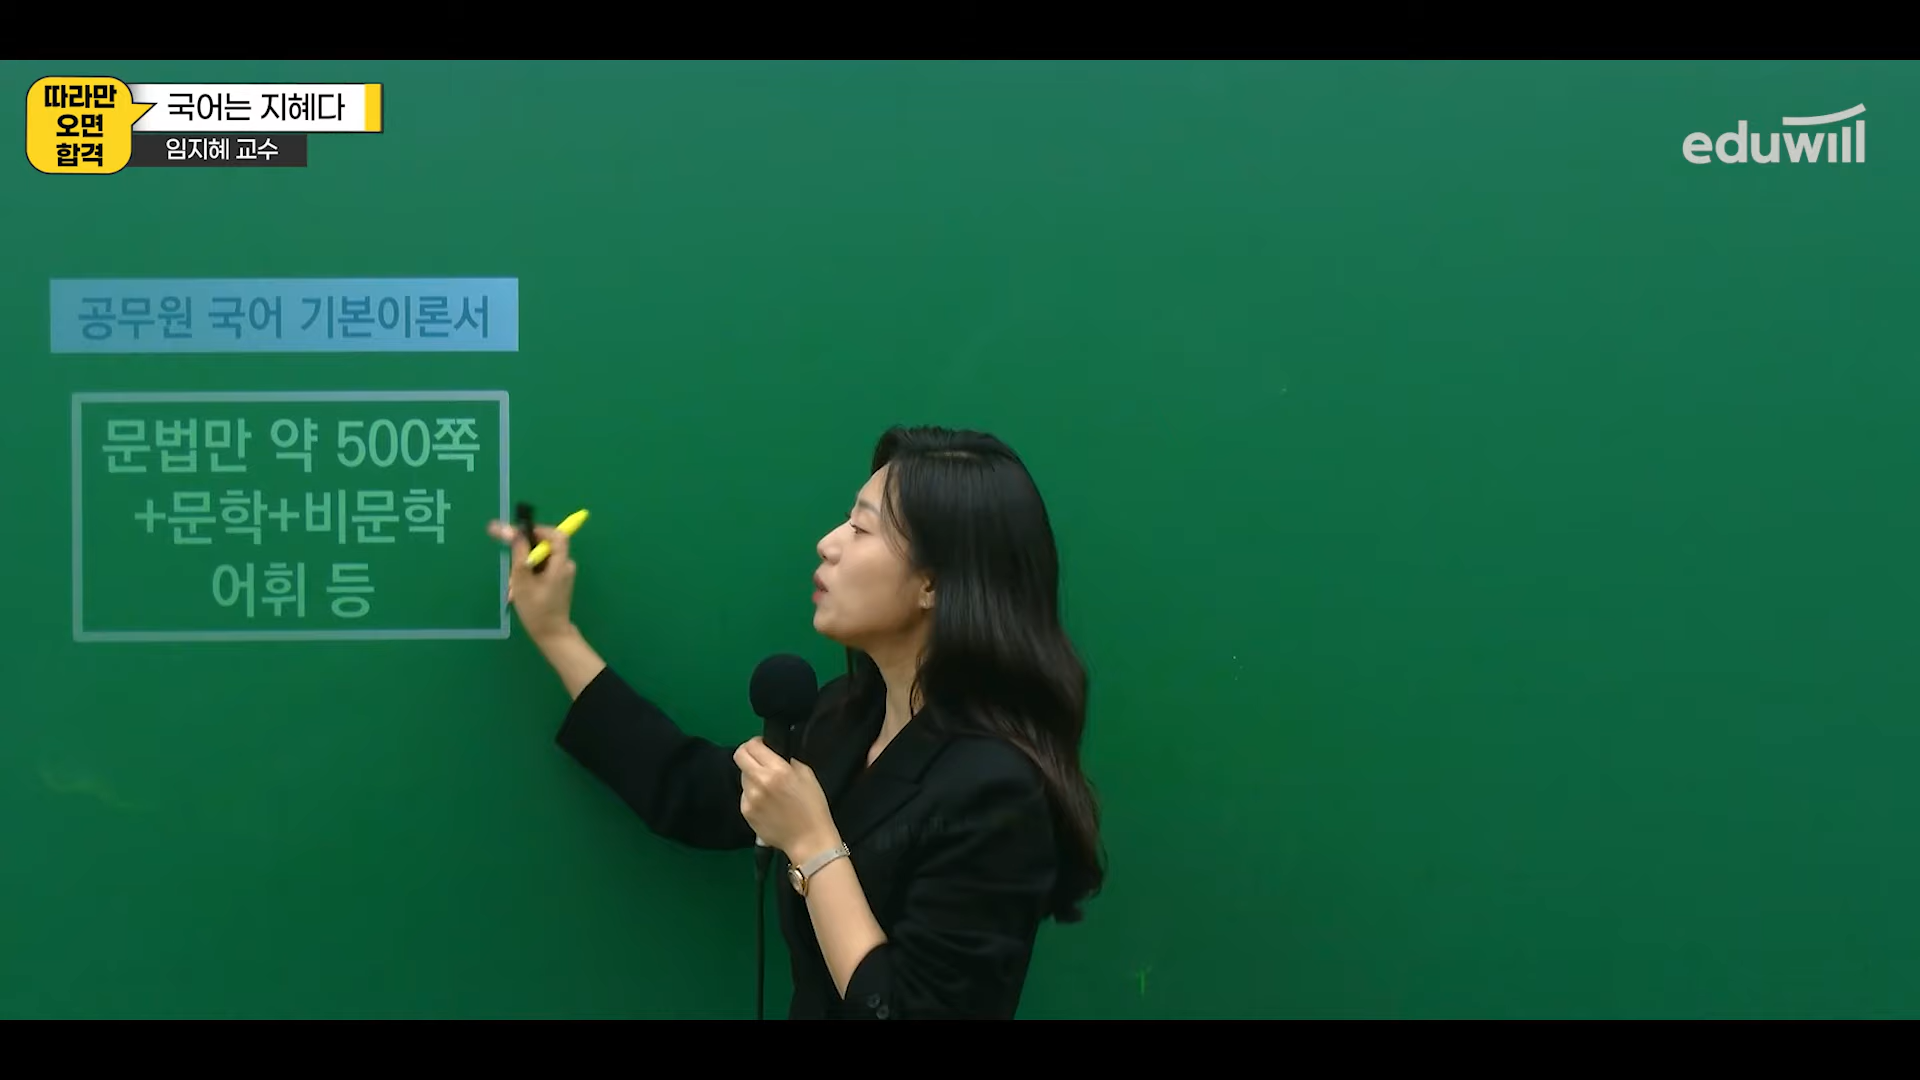 따라만
오면
합격
국어는 지혜다
임지혜 교수
eduwill
공무원 국어 기본이론서
문법만 약 500쪽
+문학+비문학
어휘 등